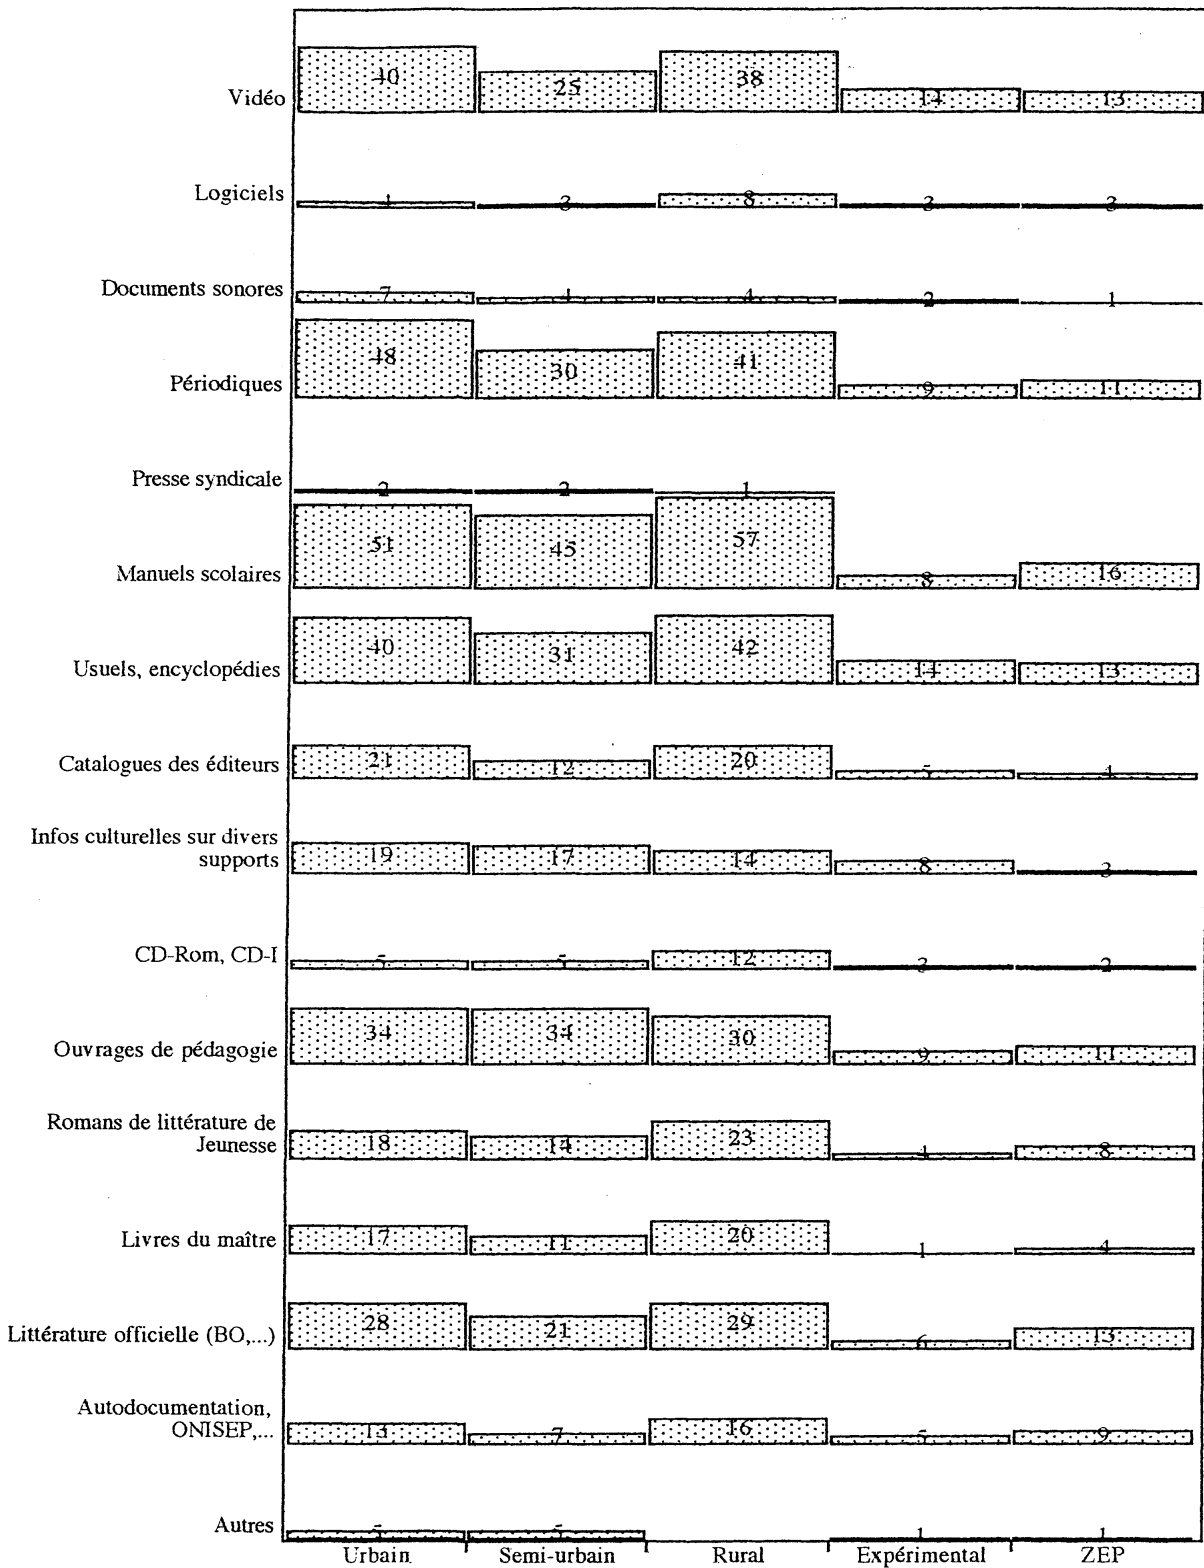 Vidéo 40 25 38 14 13
Logiciels 4 3 8 3 3
Documents sonores 7 4 4 2 1
Périodiques 48 30 41 9 11
Presse syndicale 2 2 1
Manuels scolaires 51 45 57 8 16
Usuels, encyclopédies 40 31 42 14 13
Catalogues des éditeurs 21 12 20 5 4
Infos culturelles sur divers
supports 19 17 14 8 3
CD-Rom, CD-I 5 5 12 3 2
Ouvrages de pédagogie 34 34 30 9 11
Romans de littérature de
Jeunesse 18 14 23 4 8
Livres du maître 17 11 20 1 4
Littérature officielle (BO,...) 28 21 29 6 13
Autodocumentation,
ONISEP,... 13 7 16 5 9
Autres 5 5 1 1
Urbain Semi-urbain Rural Expérimental ZEP